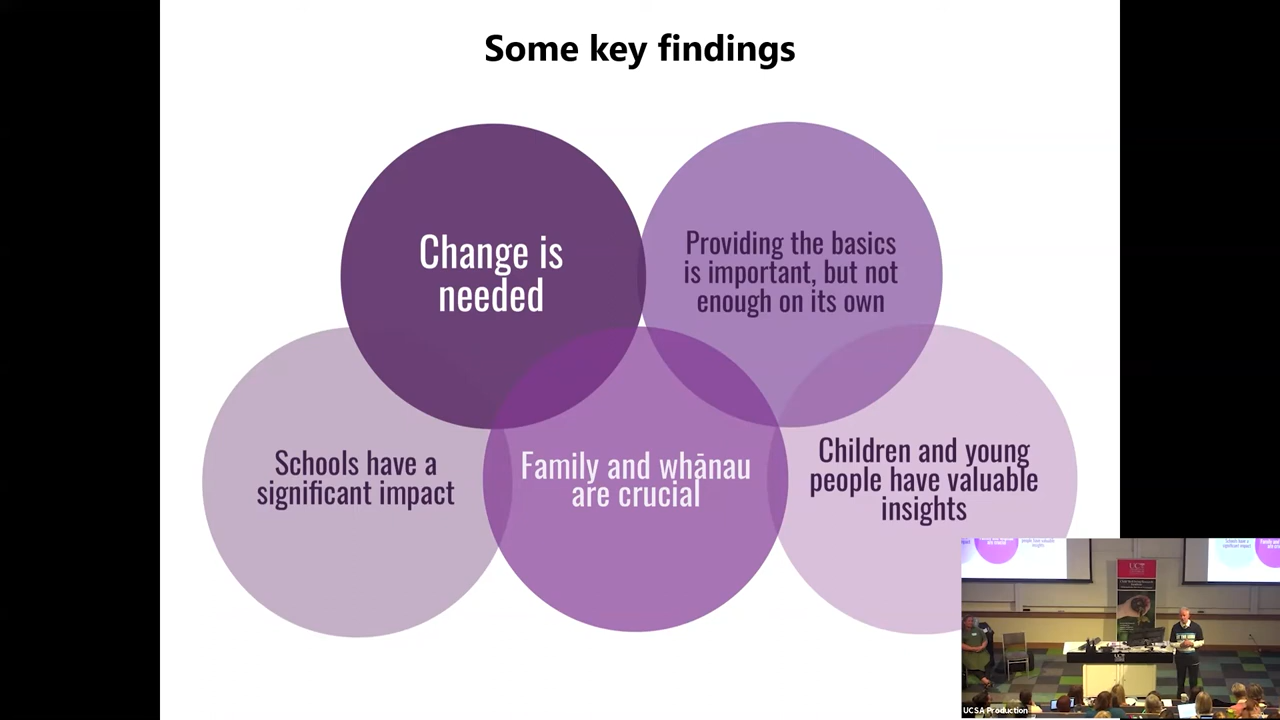 Some key findings
Change is
needed
Providing the basics
is important, but not
enough on its own
Schools have a
significant impact
Family and whānau
are crucial
Children and young
people have valuable
insights
UC
UCSA Production